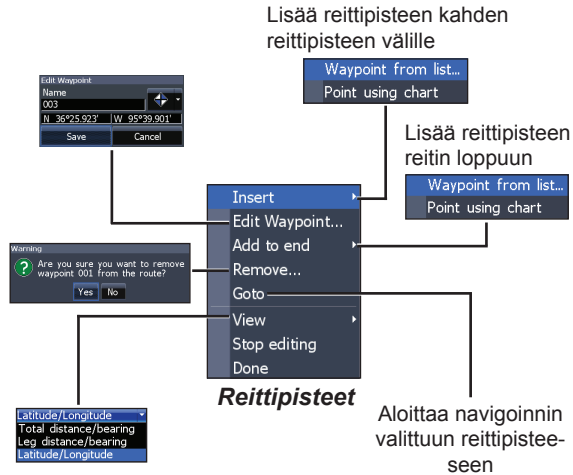 Lisää reittipisteen kahden
reittipisteen välille
Waypoint from list...
Point using chart
Edit Waypoint
Name
003
N 36°25.923' W 95°39.901'
Save Cancel
Lisää reittipisteen
reitin loppuun
Waypoint from list...
Point using chart
Insert
Edit Waypoint...
Add to end
Remove...
Goto
View
Stop editing
Done
Warning
? Are you sure you want to remove
waypoint 001 from the route?
Yes No
Reittipisteet
Latitude/Longitude
Total distance/bearing
Leg distance/bearing
Latitude/Longitude
Aloittaa navigoinnin
valittuun reittipistee-
seen